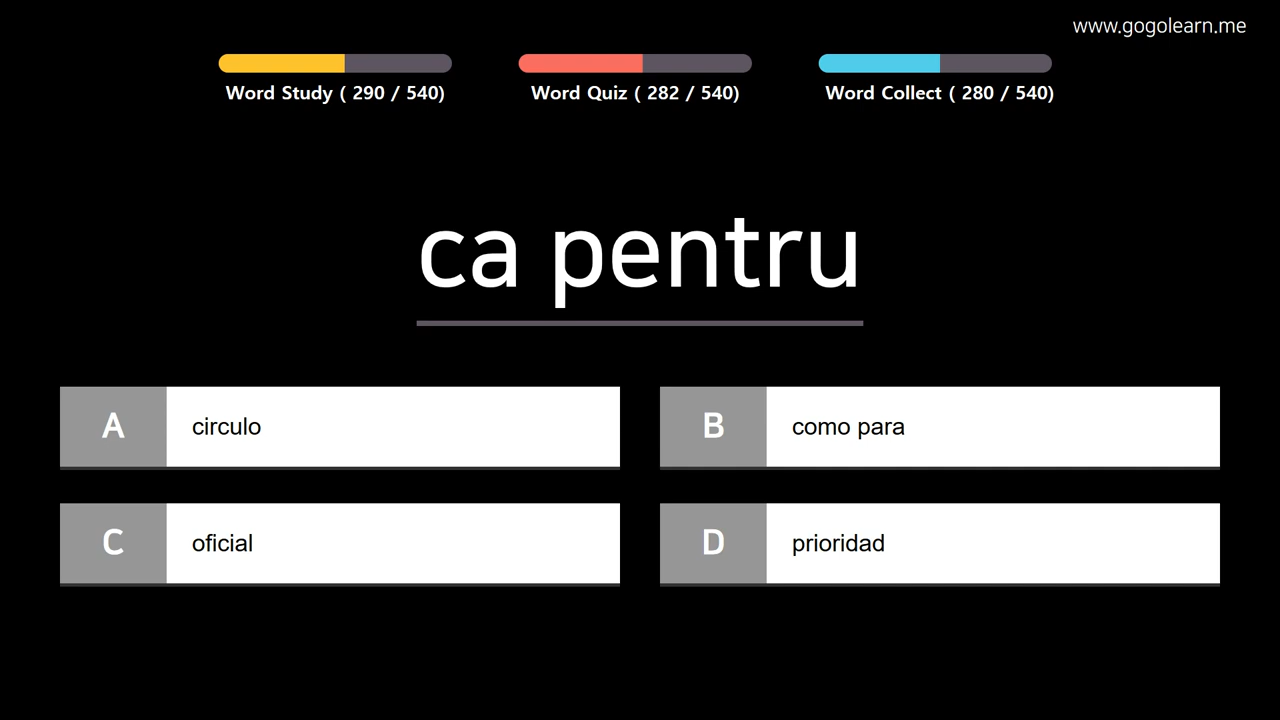 www.gogolearn.me
Word Study ( 290 / 540)
Word Quiz ( 282 / 540)
Word Collect ( 280 / 540)
ca pentru
A circulo
B como para
C oficial
D prioridad